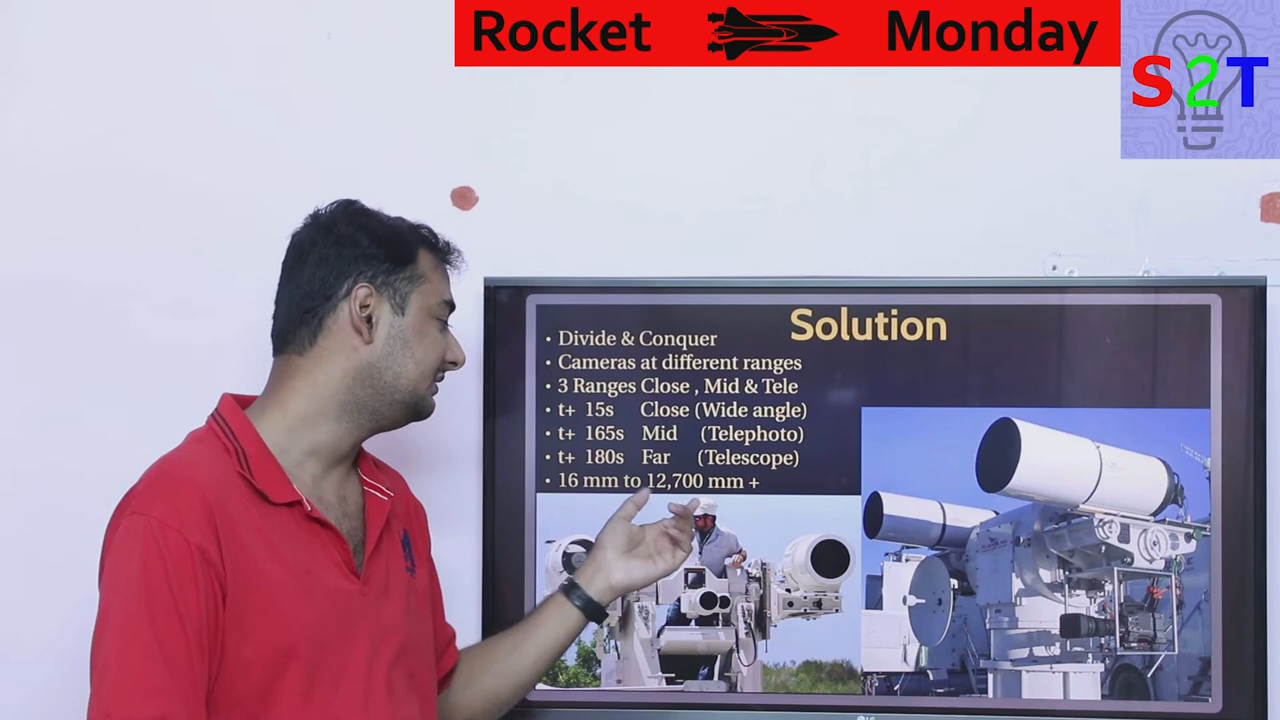 Rocket Monday
S2T
Solution
• Divide & Conquer
• Cameras at different ranges
• 3 Ranges Close , Mid & Tele
• t+ 15s Close (Wide angle)
• t+ 165s Mid (Telephoto)
• t+ 180s Far (Telescope)
• 16 mm to 12,700 mm +
LG